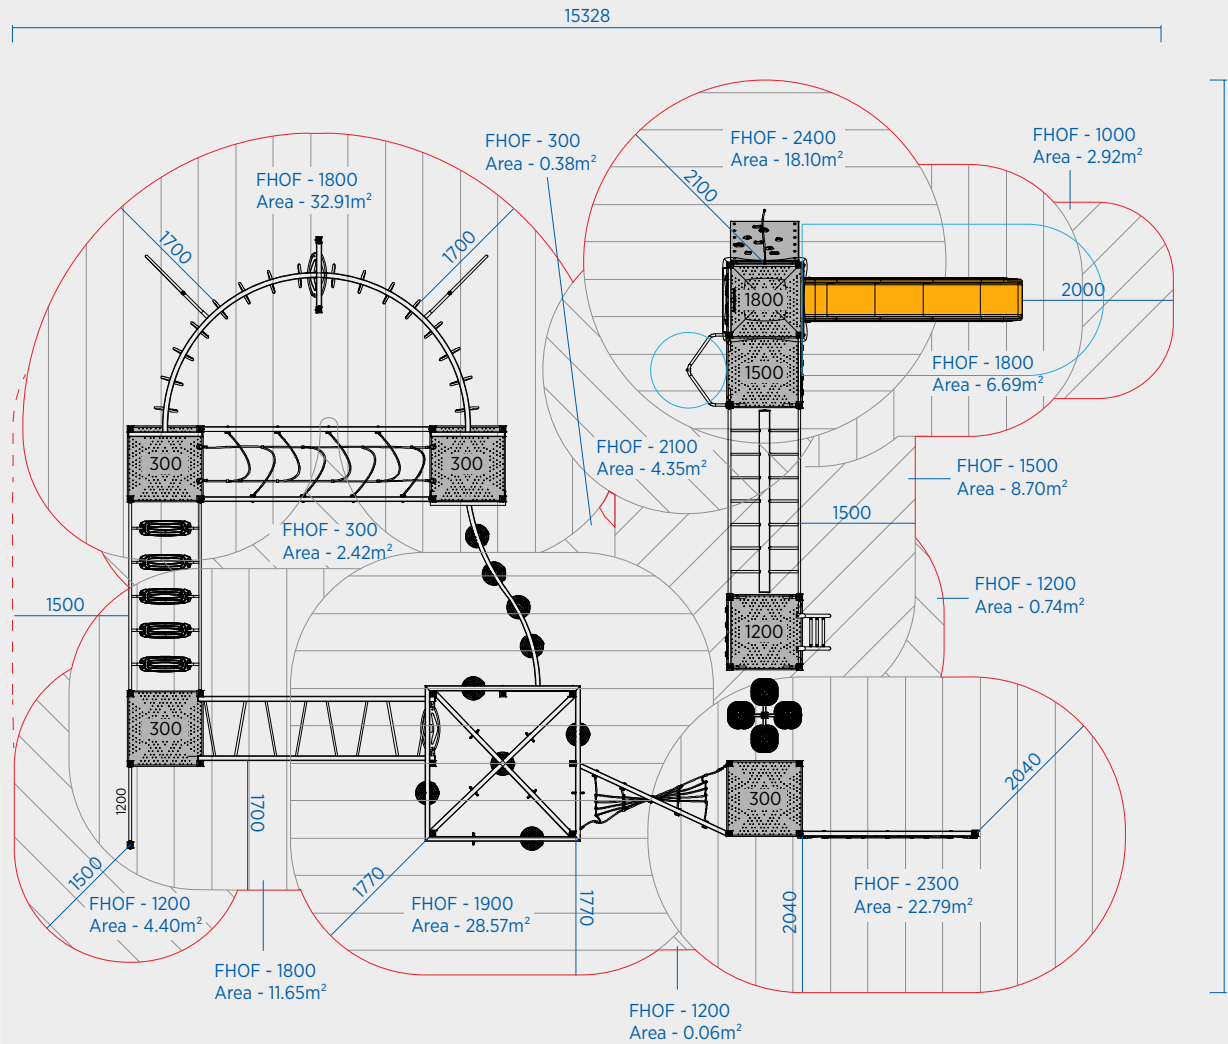 15328
FHOF - 300
Area - 0.38m²
FHOF - 2400
Area - 18.10m²
FHOF - 1000
Area - 2.92m²
FHOF - 1800
Area - 32.91m²
2100
1700
1700
1800
2000
1500
FHOF - 1800
Area - 6.69m²
300
300
FHOF - 2100
Area - 4.35m²
FHOF - 1500
Area - 8.70m²
FHOF - 300
Area - 2.42m²
1500
1500
FHOF - 1200
Area - 0.74m²
1200
300
1200
1700
300
2040
1500
1770
FHOF - 1200
Area - 4.40m²
FHOF - 1900
Area - 28.57m²
1770
2040
FHOF - 2300
Area - 22.79m²
FHOF - 1800
Area - 11.65m²
FHOF - 1200
Area - 0.06m²